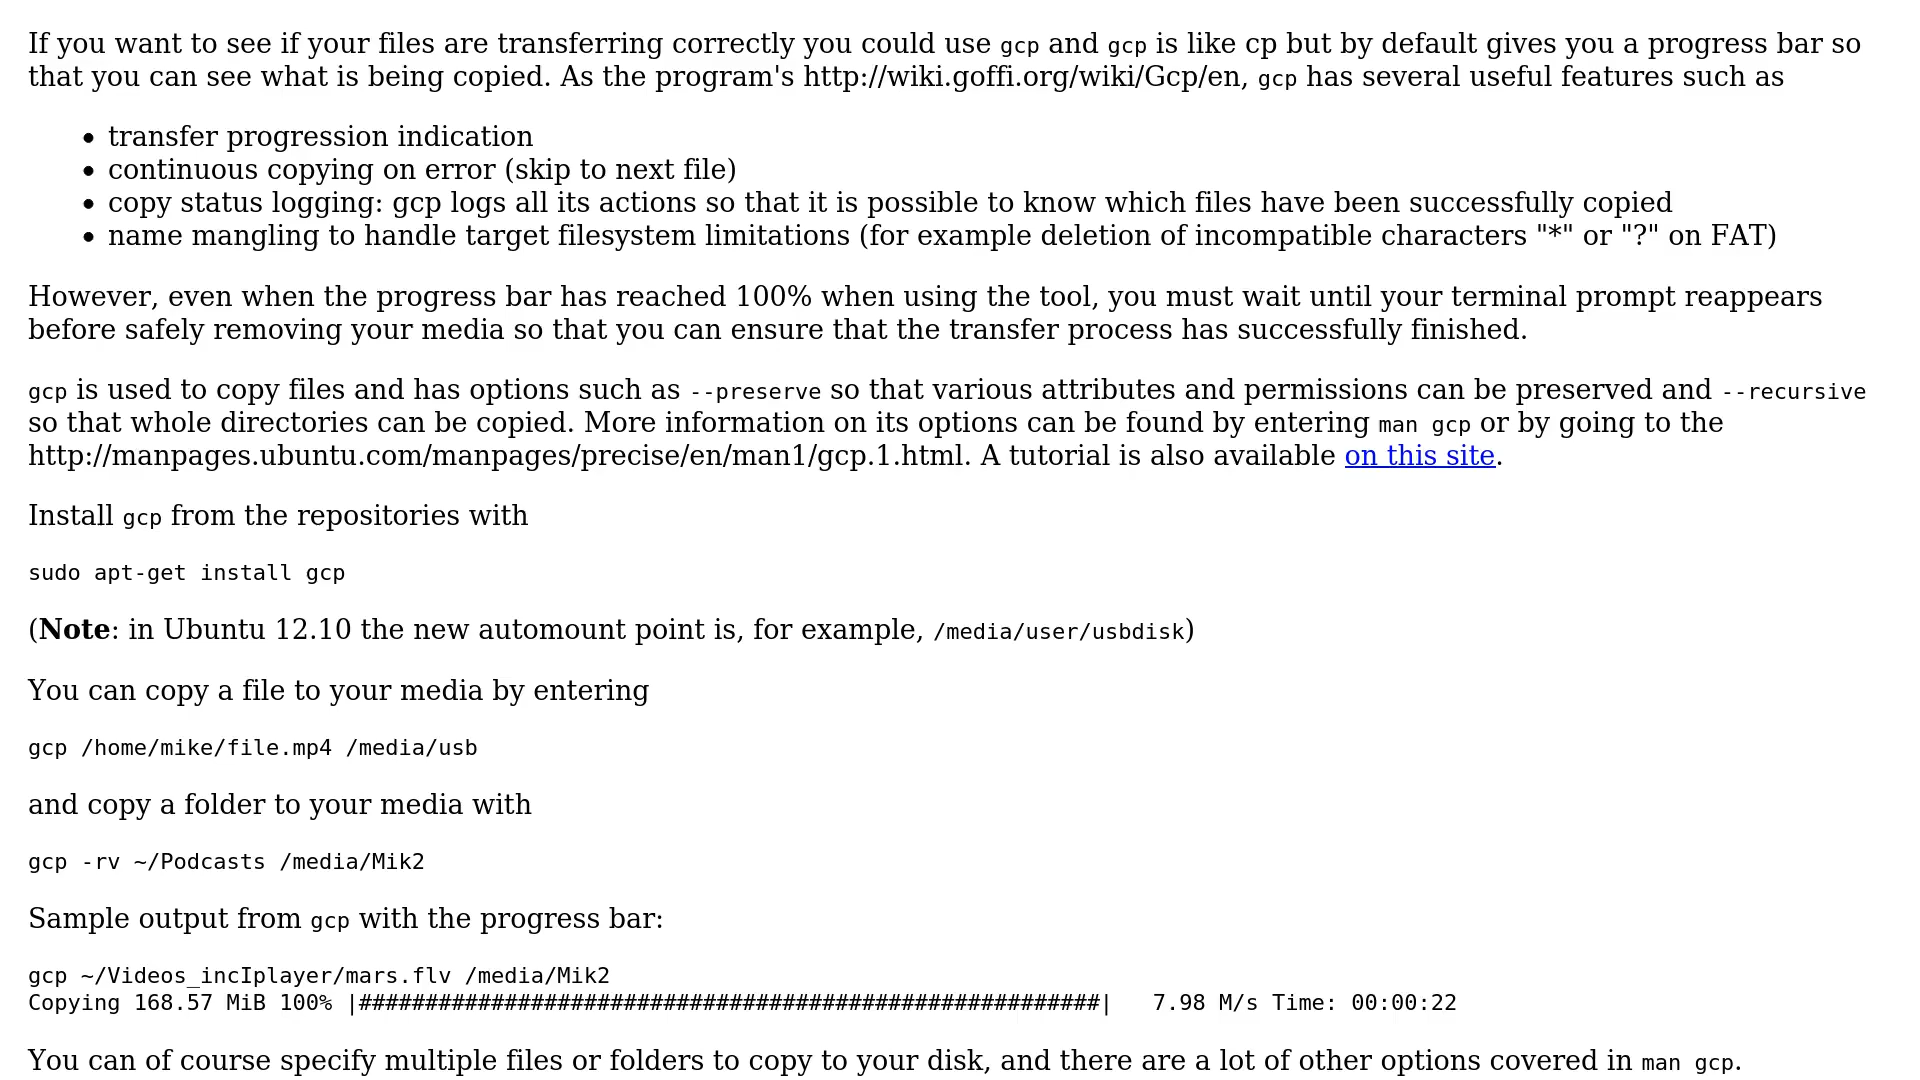 If you want to see if your files are transferring correctly you could use gcp and gcp is like cp but by default gives you a progress bar so
that you can see what is being copied. As the program's http://wiki.goffi.org/wiki/Gcp/en, gcp has several useful features such as
• transfer progression indication
• continuous copying on error (skip to next file)
• copy status logging: gcp logs all its actions so that it is possible to know which files have been successfully copied
• name mangling to handle target filesystem limitations (for example deletion of incompatible characters "*" or "?" on FAT)
However, even when the progress bar has reached 100% when using the tool, you must wait until your terminal prompt reappears
before safely removing your media so that you can ensure that the transfer process has successfully finished.
gcp is used to copy files and has options such as --preserve so that various attributes and permissions can be preserved and --recursive
so that whole directories can be copied. More information on its options can be found by entering man gcp or by going to the
http://manpages.ubuntu.com/manpages/precise/en/man1/gcp.1.html. A tutorial is also available on this site.
Install gcp from the repositories with
sudo apt-get install gcp
(Note: in Ubuntu 12.10 the new automount point is, for example, /media/user/usbdisk)
You can copy a file to your media by entering
gcp /home/mike/file.mp4 /media/usb
and copy a folder to your media with
gcp -rv ~/Podcasts /media/Mik2
Sample output from gcp with the progress bar:
gcp ~/Videos_incIplayer/mars.flv /media/Mik2
Copying 168.57 MiB 100% |########################################################|   7.98 M/s Time: 00:00:22
You can of course specify multiple files or folders to copy to your disk, and there are a lot of other options covered in man gcp.